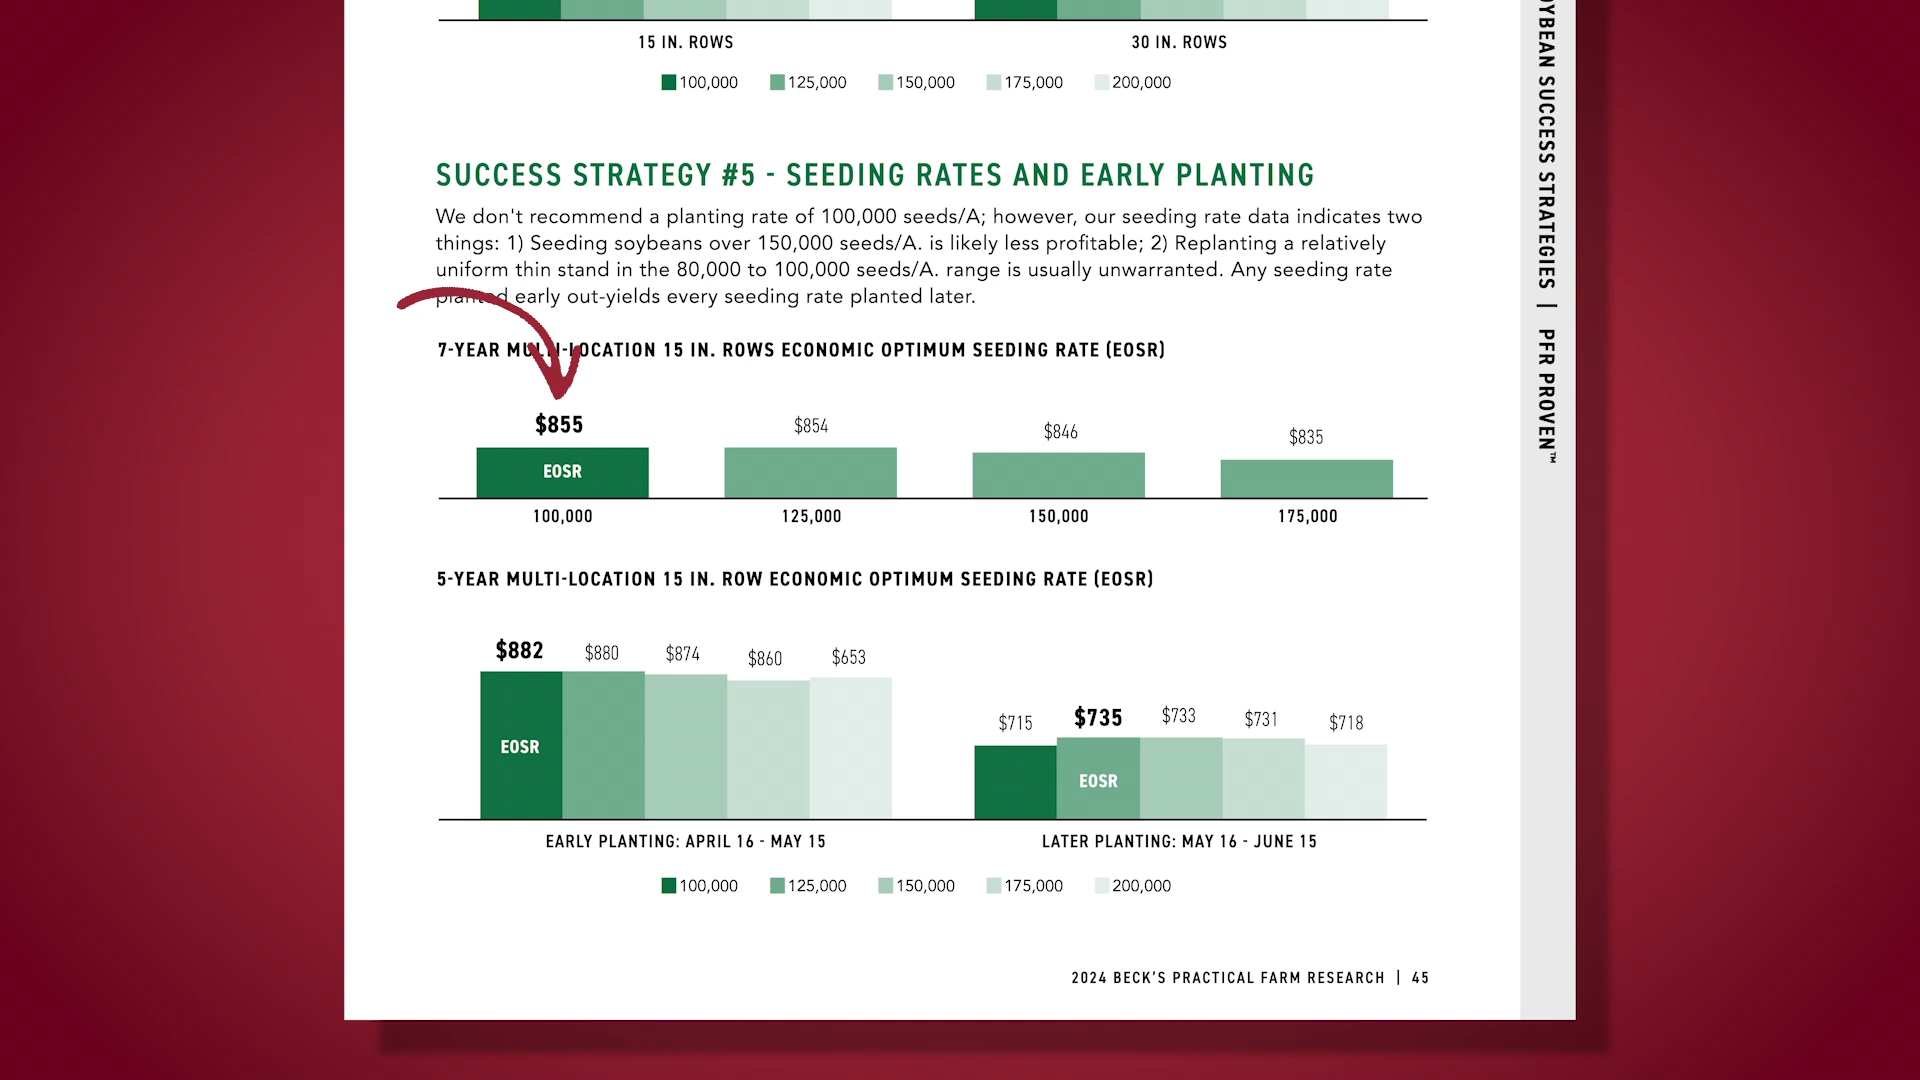 15 IN. ROWS
30 IN. ROWS
100,000 125,000 150,000 175,000 200,000
SUCCESS STRATEGY #5 - SEEDING RATES AND EARLY PLANTING
We don't recommend a planting rate of 100,000 seeds/A; however, our seeding rate data indicates two
things: 1) Seeding soybeans over 150,000 seeds/A. is likely less profitable; 2) Replanting a relatively
uniform thin stand in the 80,000 to 100,000 seeds/A. range is usually unwarranted. Any seeding rate
planted early out-yields every seeding rate planted later.
7-YEAR MULTI-LOCATION 15 IN. ROWS ECONOMIC OPTIMUM SEEDING RATE (EOSR)
$855 $854 $846 $835
EOSR
100,000 125,000 150,000 175,000
5-YEAR MULTI-LOCATION 15 IN. ROW ECONOMIC OPTIMUM SEEDING RATE (EOSR)
$882 $880 $874 $860 $653
$715 $735 $733 $731 $718
EOSR
EOSR
EARLY PLANTING: APRIL 16 - MAY 15
LATER PLANTING: MAY 16 - JUNE 15
100,000 125,000 150,000 175,000 200,000
2024 BECK'S PRACTICAL FARM RESEARCH | 45
SUCCESS STRATEGIES | PFR PROVEN™